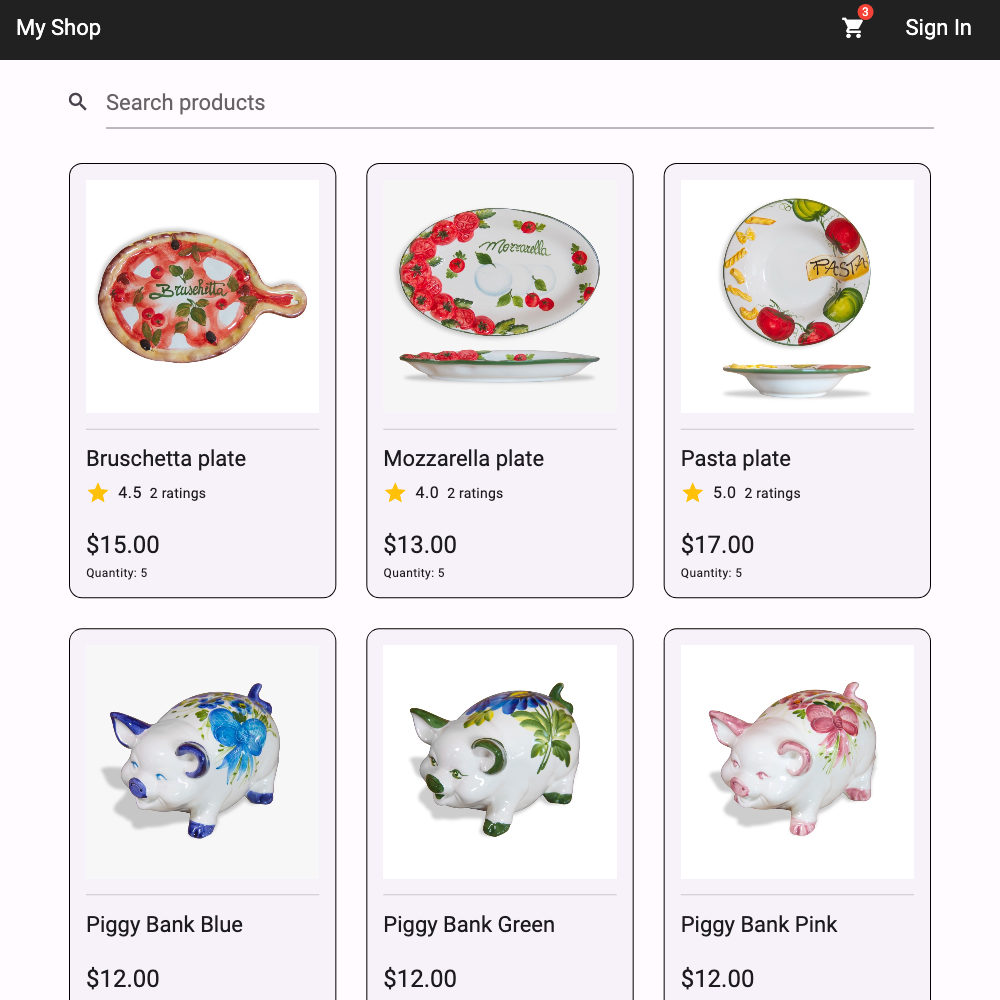 My Shop
3
Sign In
Search products
Bruschetta
Mozzarella
PASTA
Bruschetta plate
Mozzarella plate
Pasta plate
4.5 2 ratings
4.0 2 ratings
5.0 2 ratings
$15.00
$13.00
$17.00
Quantity: 5
Quantity: 5
Quantity: 5
Piggy Bank Blue
Piggy Bank Green
Piggy Bank Pink
$12.00
$12.00
$12.00